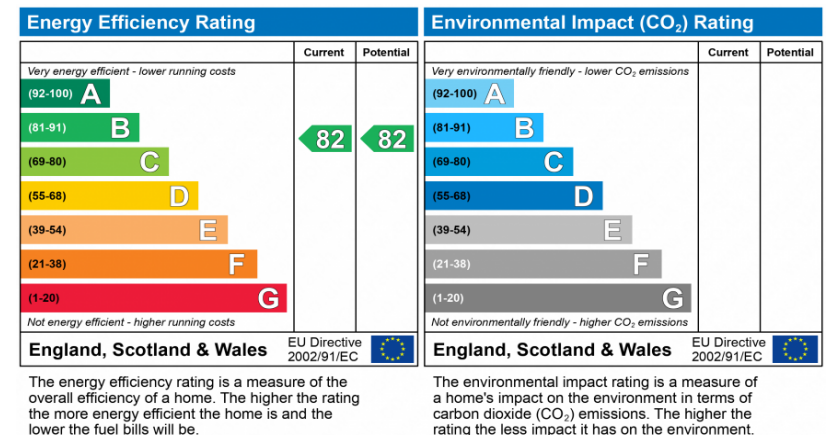 Energy Efficiency Rating
Current Potential
Very energy efficient - lower running costs
(92-100) A
(81-91) B
82 82
(69-80) C
(55-68) D
(39-54) E
(21-38) F
(1-20) G
Not energy efficient - higher running costs
England, Scotland & Wales
EU Directive
2002/91/EC
The energy efficiency rating is a measure of the
overall efficiency of a home. The higher the rating
the more energy efficient the home is and the
lower the fuel bills will be.
Environmental Impact (CO₂) Rating
Current Potential
Very environmentally friendly - lower CO₂ emissions
(92-100) A
(81-91) B
(69-80) C
(55-68) D
(39-54) E
(21-38) F
(1-20) G
Not environmentally friendly - higher CO₂ emissions
England, Scotland & Wales
EU Directive
2002/91/EC
The environmental impact rating is a measure of
a home's impact on the environment in terms of
carbon dioxide (CO₂) emissions. The higher the
rating the less impact it has on the environment.